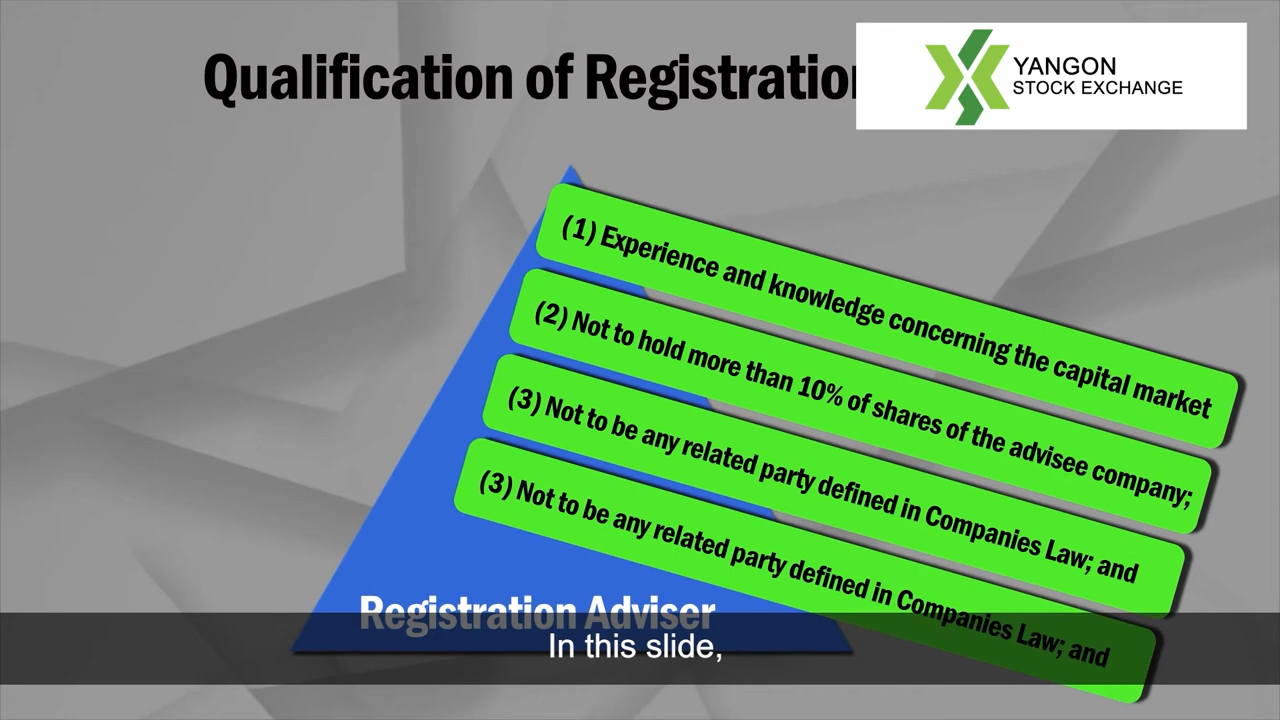 Qualification of Registration
YANGON
STOCK EXCHANGE
(1) Experience and knowledge concerning the capital market
(2) Not to hold more than 10% of shares of the advisee company;
(3) Not to be any related party defined in Companies Law; and
(3) Not to be any related party defined in Companies Law; and
Registration Adviser
In this slide,